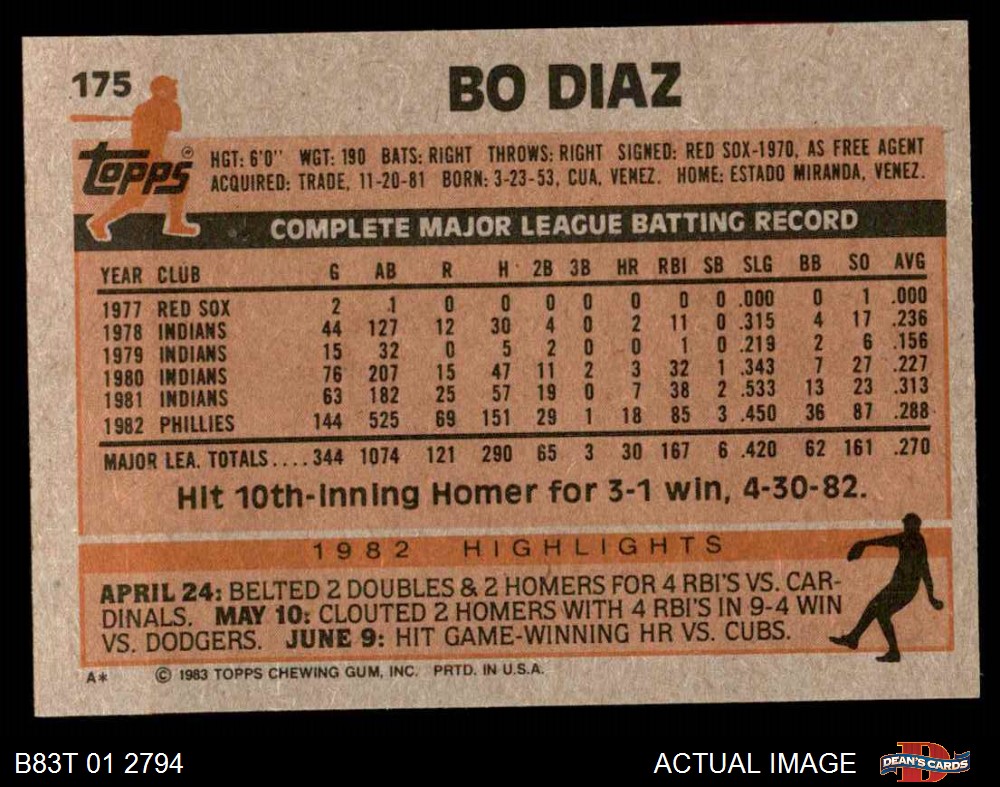 175
BO DIAZ
Topps®
HGT: 6'0" WGT: 190 BATS: RIGHT THROWS: RIGHT SIGNED: RED SOX-1970, AS FREE AGENT
ACQUIRED: TRADE, 11-20-81 BORN: 3-23-53, CUA, VENEZ. HOME: ESTADO MIRANDA, VENEZ.
COMPLETE MAJOR LEAGUE BATTING RECORD
YEAR CLUB G AB R H 2B 3B HR RBI SB SLG BB SO AVG
1977 RED SOX 2 1 0 0 0 0 0 0 0 .000 0 1 .000
1978 INDIANS 44 127 12 30 4 0 2 11 0 .315 4 17 .236
1979 INDIANS 15 32 0 5 2 0 0 1 0 .219 2 6 .156
1980 INDIANS 76 207 15 47 11 2 3 32 1 .343 7 27 .227
1981 INDIANS 63 182 25 57 19 0 7 38 2 .533 13 23 .313
1982 PHILLIES 144 525 69 151 29 1 18 85 3 .450 36 87 .288
MAJOR LEA. TOTALS....344 1074 121 290 65 3 30 167 6 .420 62 161 .270
Hit 10th-Inning Homer for 3-1 win, 4-30-82.
1982 HIGHLIGHTS
APRIL 24: BELTED 2 DOUBLES & 2 HOMERS FOR 4 RBI'S VS. CAR-
DINALS. MAY 10: CLOUTED 2 HOMERS WITH 4 RBI'S IN 9-4 WIN
VS. DODGERS. JUNE 9: HIT GAME-WINNING HR VS. CUBS.
A* © 1983 TOPPS CHEWING GUM, INC. PRTD. IN U.S.A.
B83T 01 2794 ACTUAL IMAGE D DEAN'S CARDS